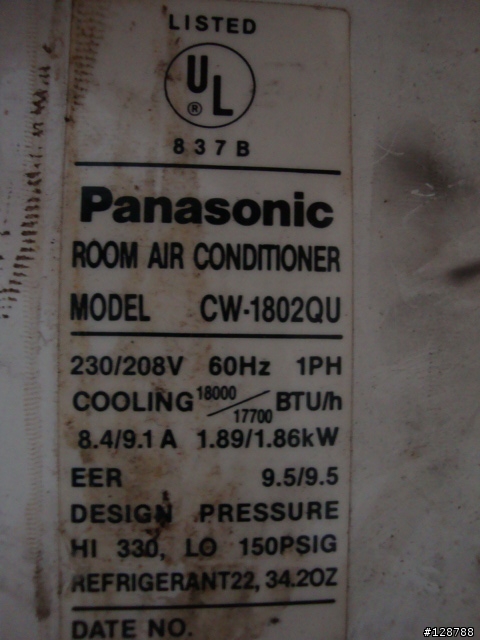 LISTED
UL ®
837B
Panasonic
ROOM AIR CONDITIONER
MODEL CW-1802QU
230/208V 60Hz 1PH
COOLING 18000/17700 BTU/h
8.4/9.1 A 1.89/1.86kW
EER 9.5/9.5
DESIGN PRESSURE
HI 330, LO 150PSIG
REFRIGERANT22, 34.2OZ
DATE NO.
#128788